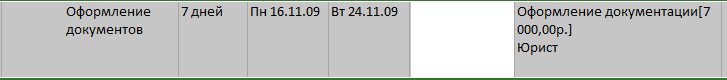 Оформление документов
7 дней
Пн 16.11.09
Вт 24.11.09
Оформление документации[7
000,00р.]
Юрист